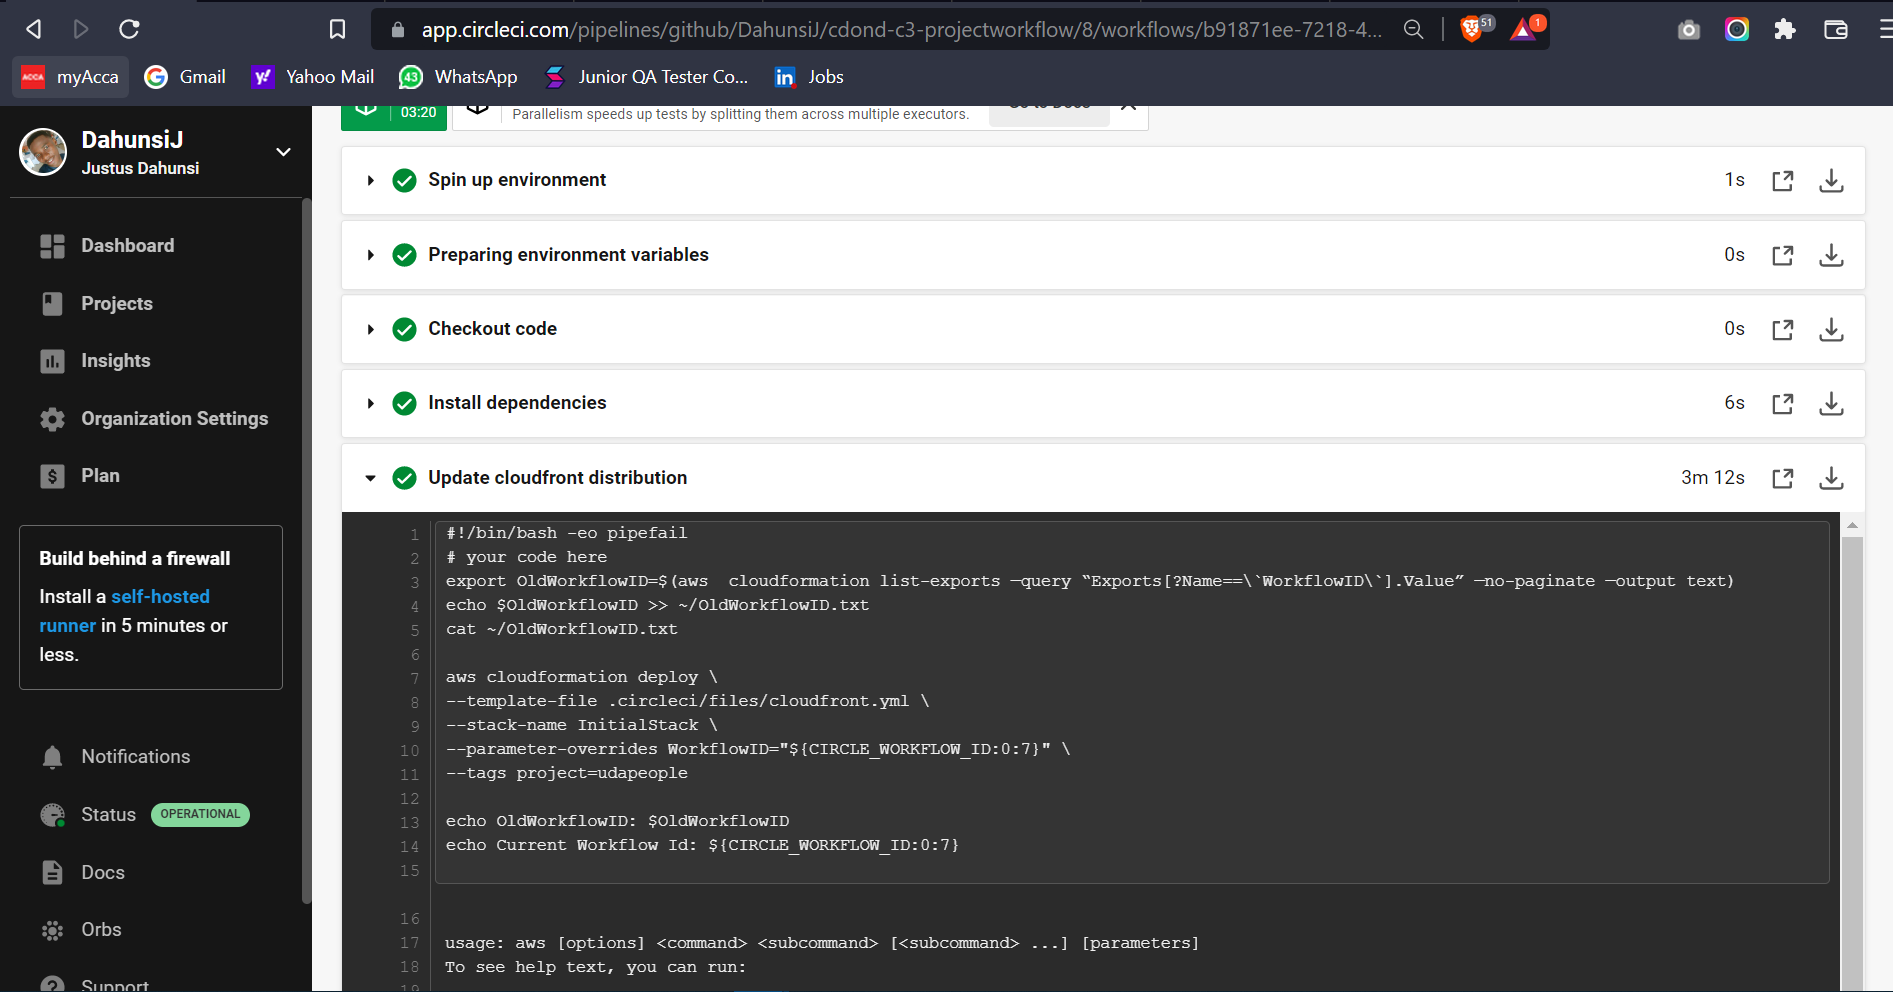 app.circleci.com/pipelines/github/DahunsiJ/cdond-c3-projectworkflow/8/workflows/b91871ee-7218-4...
51
1
ACCA
myAcca
Gmail
Yahoo Mail
43
WhatsApp
Junior QA Tester Co...
in
Jobs
DahunsiJ
Justus Dahunsi
Dashboard
Projects
Insights
Organization Settings
Plan
Build behind a firewall
Install a self-hosted
runner in 5 minutes or
less.
Notifications
Status OPERATIONAL
Docs
Orbs
Support
03:20
Parallelism speeds up tests by splitting them across multiple executors.
Go to Docs
Spin up environment 1s
Preparing environment variables 0s
Checkout code 0s
Install dependencies 6s
Update cloudfront distribution 3m 12s
1 #!/bin/bash -eo pipefail
2 # your code here
3 export OldWorkflowID=$(aws  cloudformation list-exports —query “Exports[?Name==\`WorkflowID\`].Value” —no-paginate —output text)
4 echo $OldWorkflowID >> ~/OldWorkflowID.txt
5 cat ~/OldWorkflowID.txt
6
7 aws cloudformation deploy \
8 --template-file .circleci/files/cloudfront.yml \
9 --stack-name InitialStack \
10 --parameter-overrides WorkflowID="${CIRCLE_WORKFLOW_ID:0:7}" \
11 --tags project=udapeople
12
13 echo OldWorkflowID: $OldWorkflowID
14 echo Current Workflow Id: ${CIRCLE_WORKFLOW_ID:0:7}
15
16
17 usage: aws [options] <command> <subcommand> [<subcommand> ...] [parameters]
18 To see help text, you can run:
19